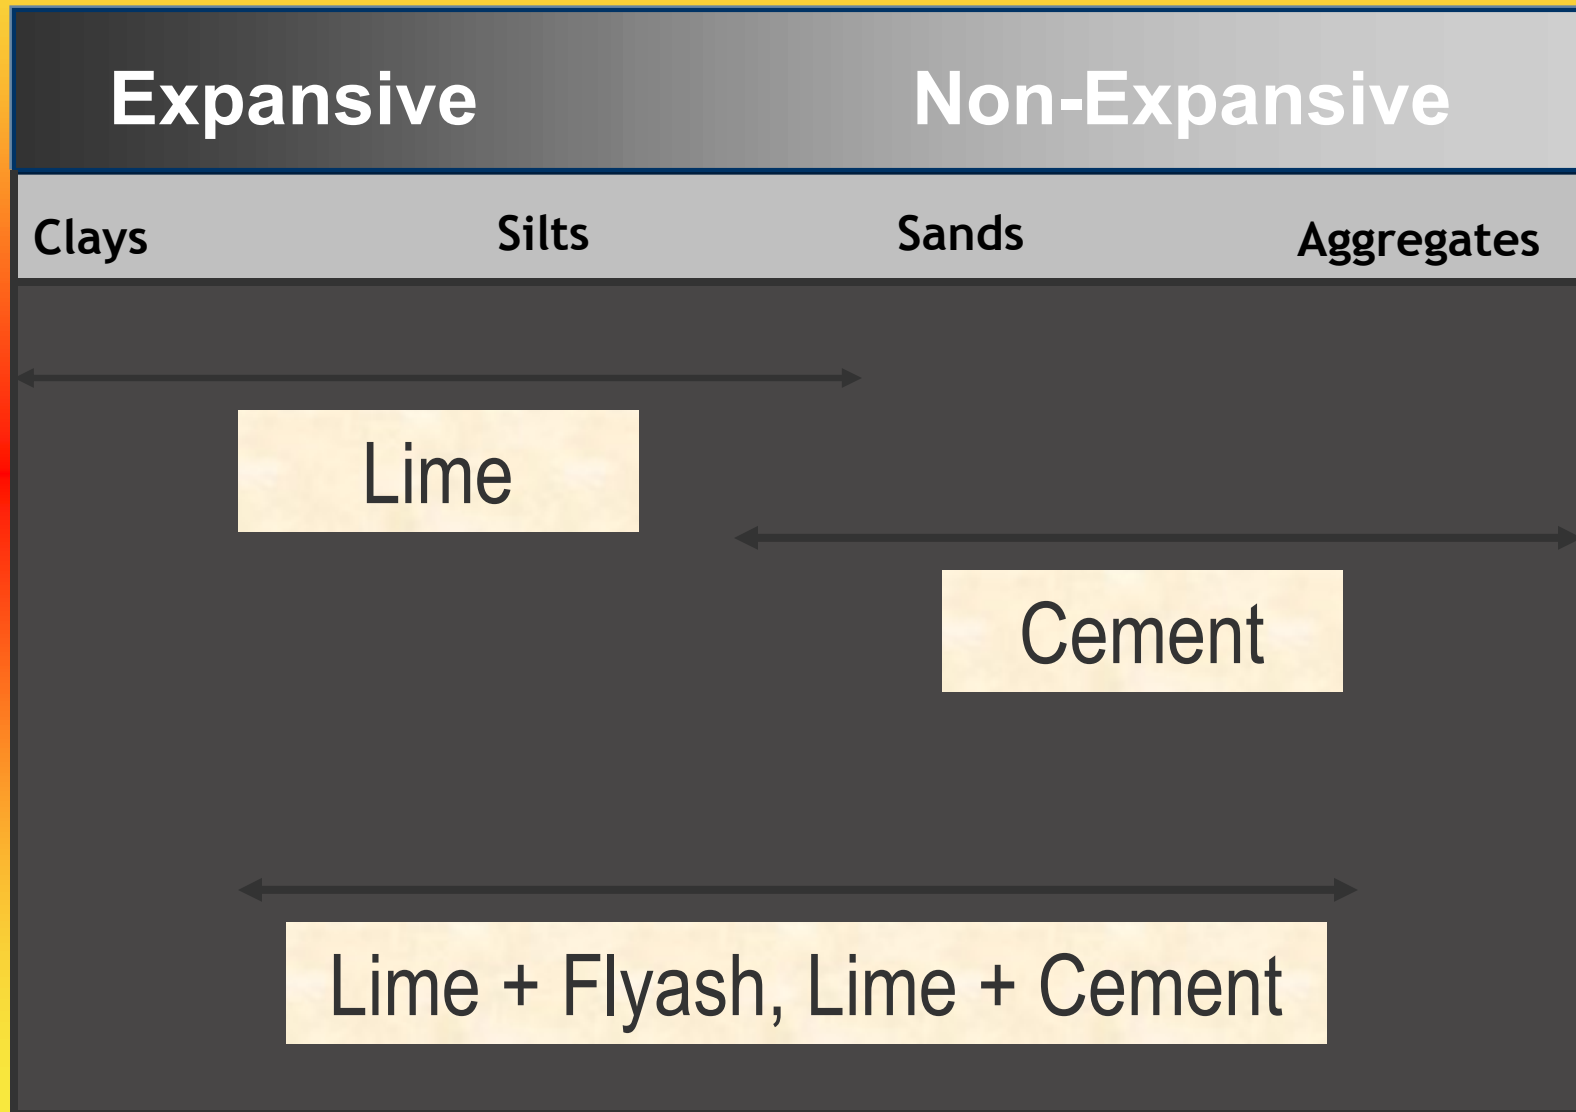 Expansive Non-Expansive
Clays Silts Sands Aggregates
Lime
Cement
Lime + Flyash, Lime + Cement